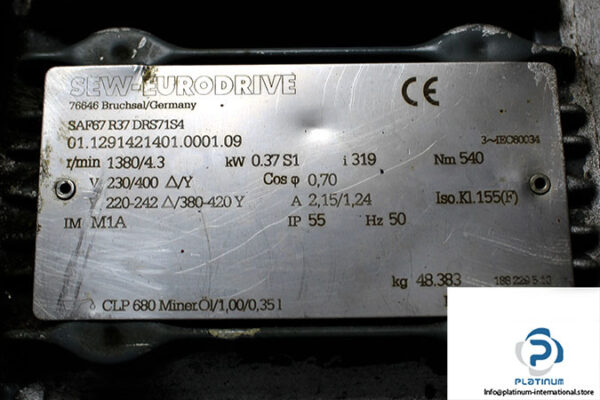 SEW-EURODRIVE
76646 Bruchsal/Germany
CE
SAF67 R37 DRS71S4
01.1291421401.0001.09
3~IEC60034
r/min 1380/4.3 kW 0.37 S1 i 319 Nm 540
V 230/400 Δ/Y Cos φ 0,70
V 220-242 Δ/380-420 Y A 2,15/1,24 Iso.Kl.155(F)
IM M1A IP 55 Hz 50
kg 48.383
CLP 680 Miner.Öl/1,00/0,35 l
PLATINUM
https://platinum-international.store